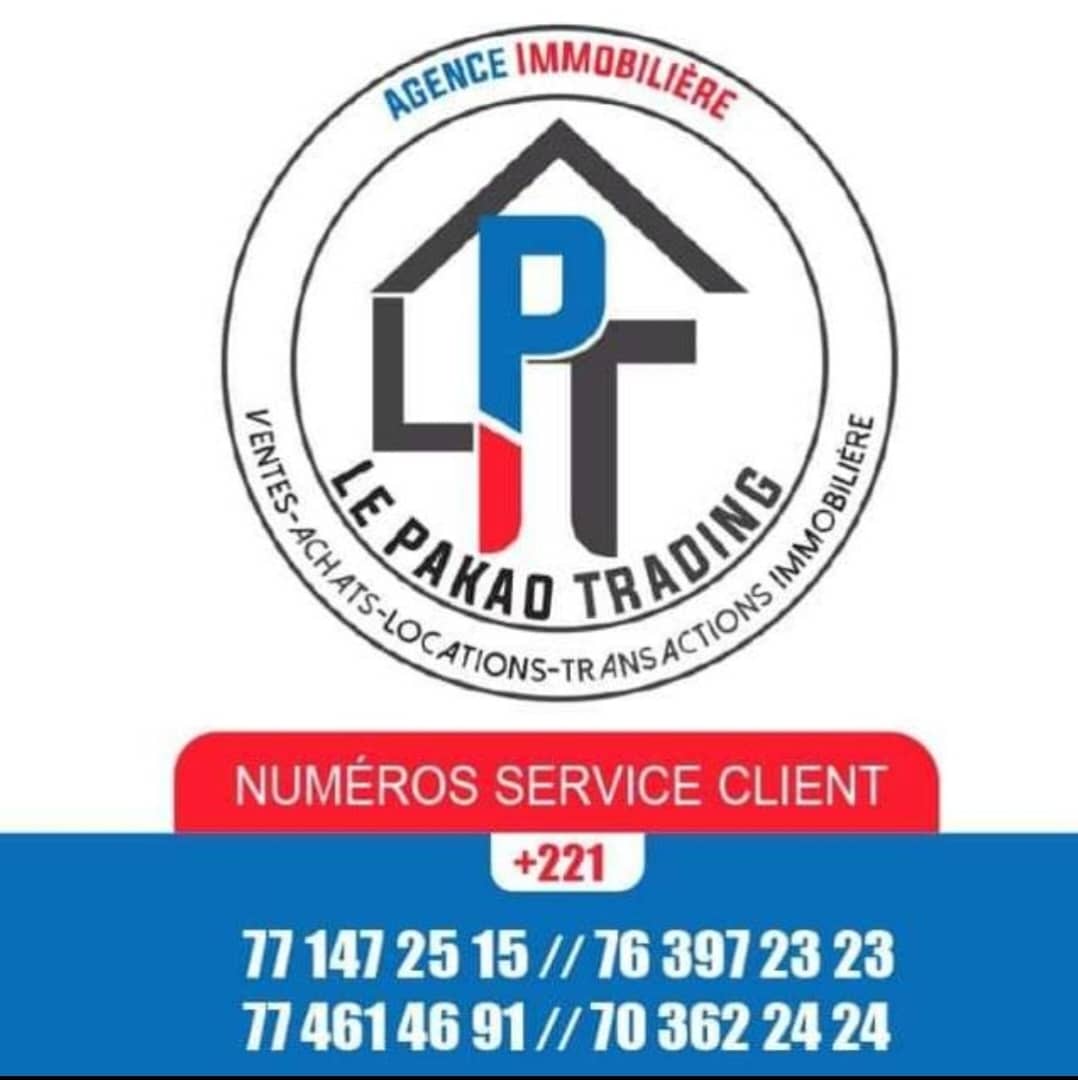 AGENCE IMMOBILIÈRE
LPT
LE PAKAO TRADING
VENTES-ACHATS-LOCATIONS-TRANSACTIONS IMMOBILIÈRE
NUMÉROS SERVICE CLIENT
+221
77 147 25 15 // 76 397 23 23
77 461 46 91 // 70 362 24 24